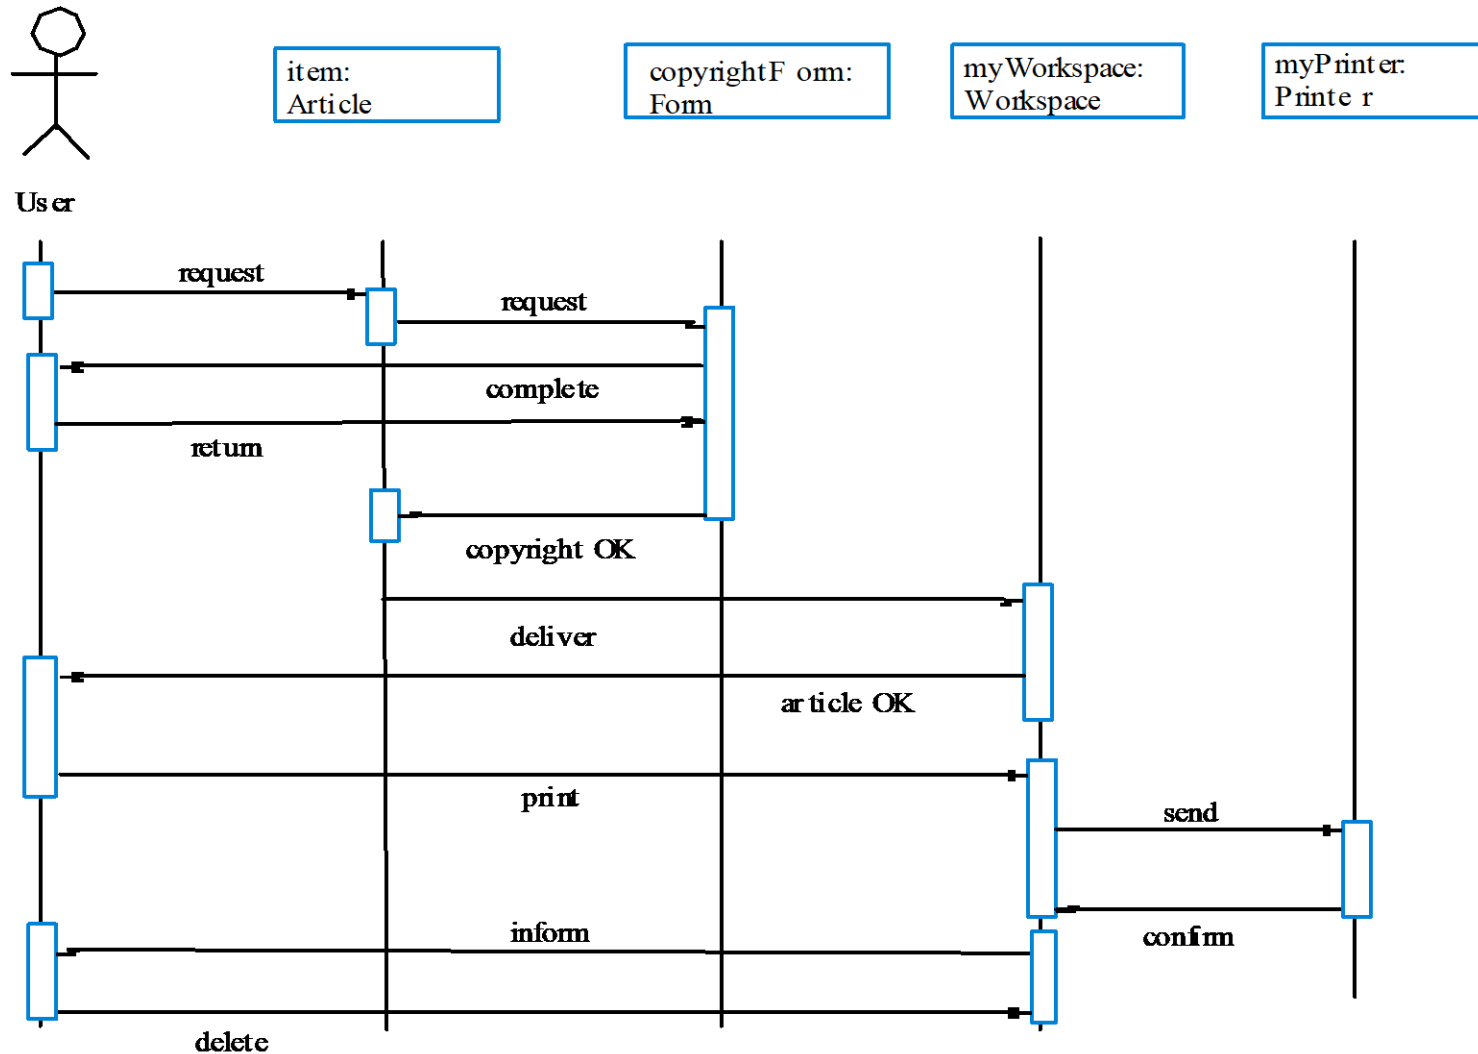 item:
Article
copyrightF orm:
Form
myWorkspace:
Workspace
myPrinter:
Printe r
User
request
request
complete
return
copyright OK
deliver
article OK
print
send
inform
confirm
delete